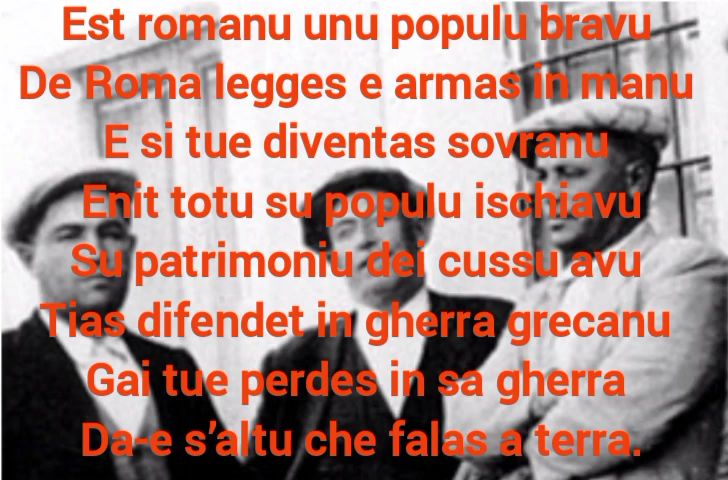 Est romanu unu populu bravu
De Roma legges e armas in manu
E si tue diventas sovranu
Enit totu su populu ischiavu
Su patrimoniu dei cussu avu
Tias difendet in gherra grecanu
Gai tue perdes in sa gherra
Da-e s’altu che falas a terra.